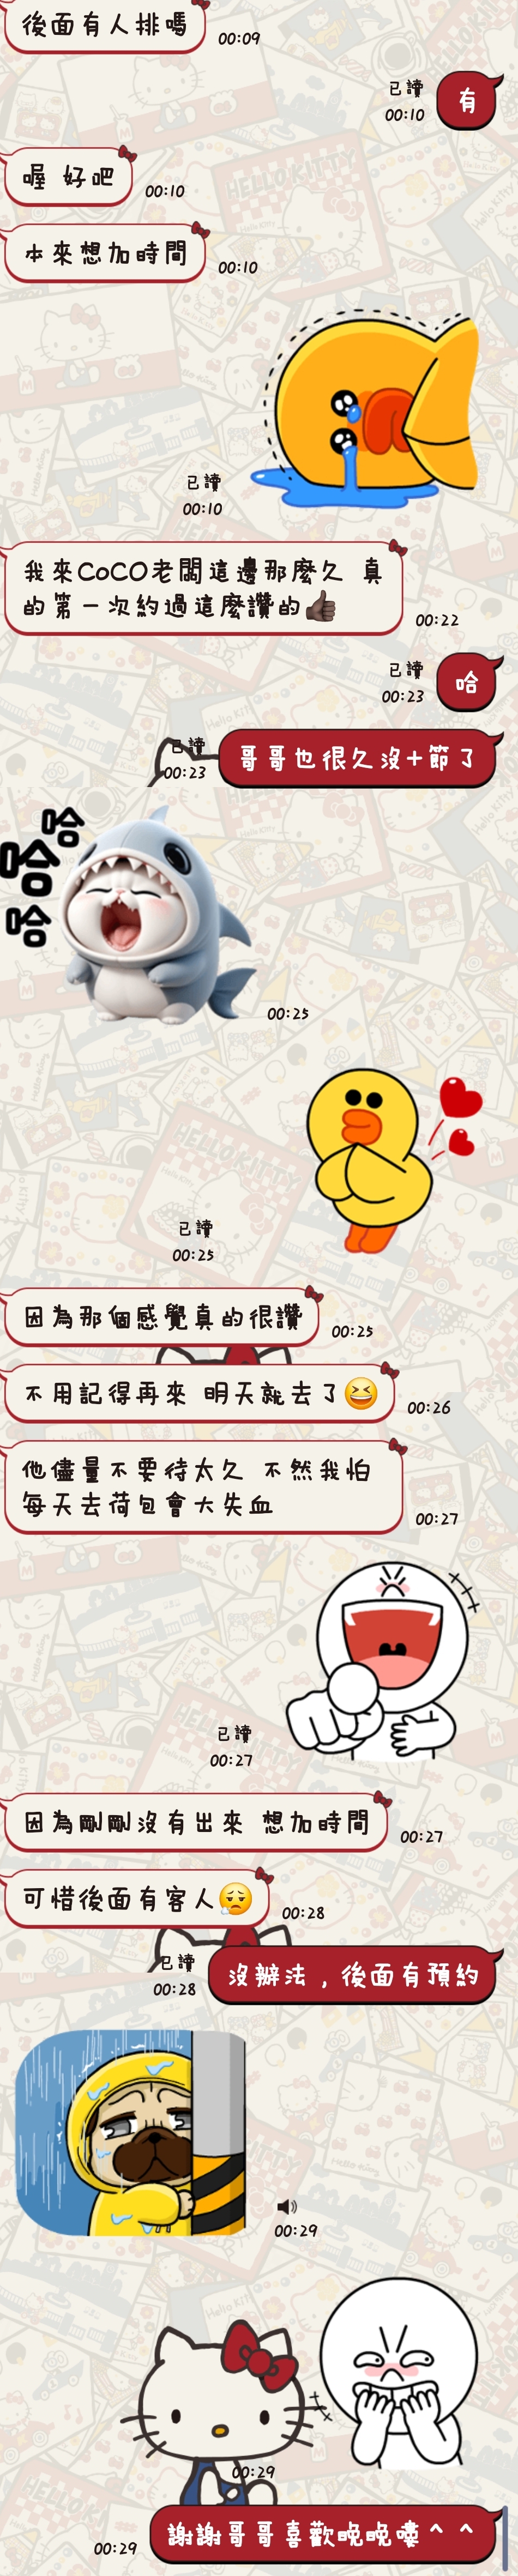 後面有人排嗎
00:09
已讀
00:10
有
喔 好吧
00:10
本來想加時間
00:10
已讀
00:10
我來CoCO老闆這邊那麼久 真
的第一次約過這麼讚的👍🏿
00:22
已讀
00:23
哈
已讀
00:23
哥哥也很久沒+節了
哈
哈
哈
00:25
已讀
00:25
因為那個感覺真的很讚
00:25
不用記得再來 明天就去了😆
00:26
他儘量不要待太久 不然我怕
每天去荷包會大失血
00:27
已讀
00:27
因為剛剛沒有出來 想加時間
00:27
可惜後面有客人😮‍💨
00:28
已讀
00:28
沒辦法，後面有預約
00:29
00:29
00:29
謝謝哥哥喜歡晚晚嘍^ ^